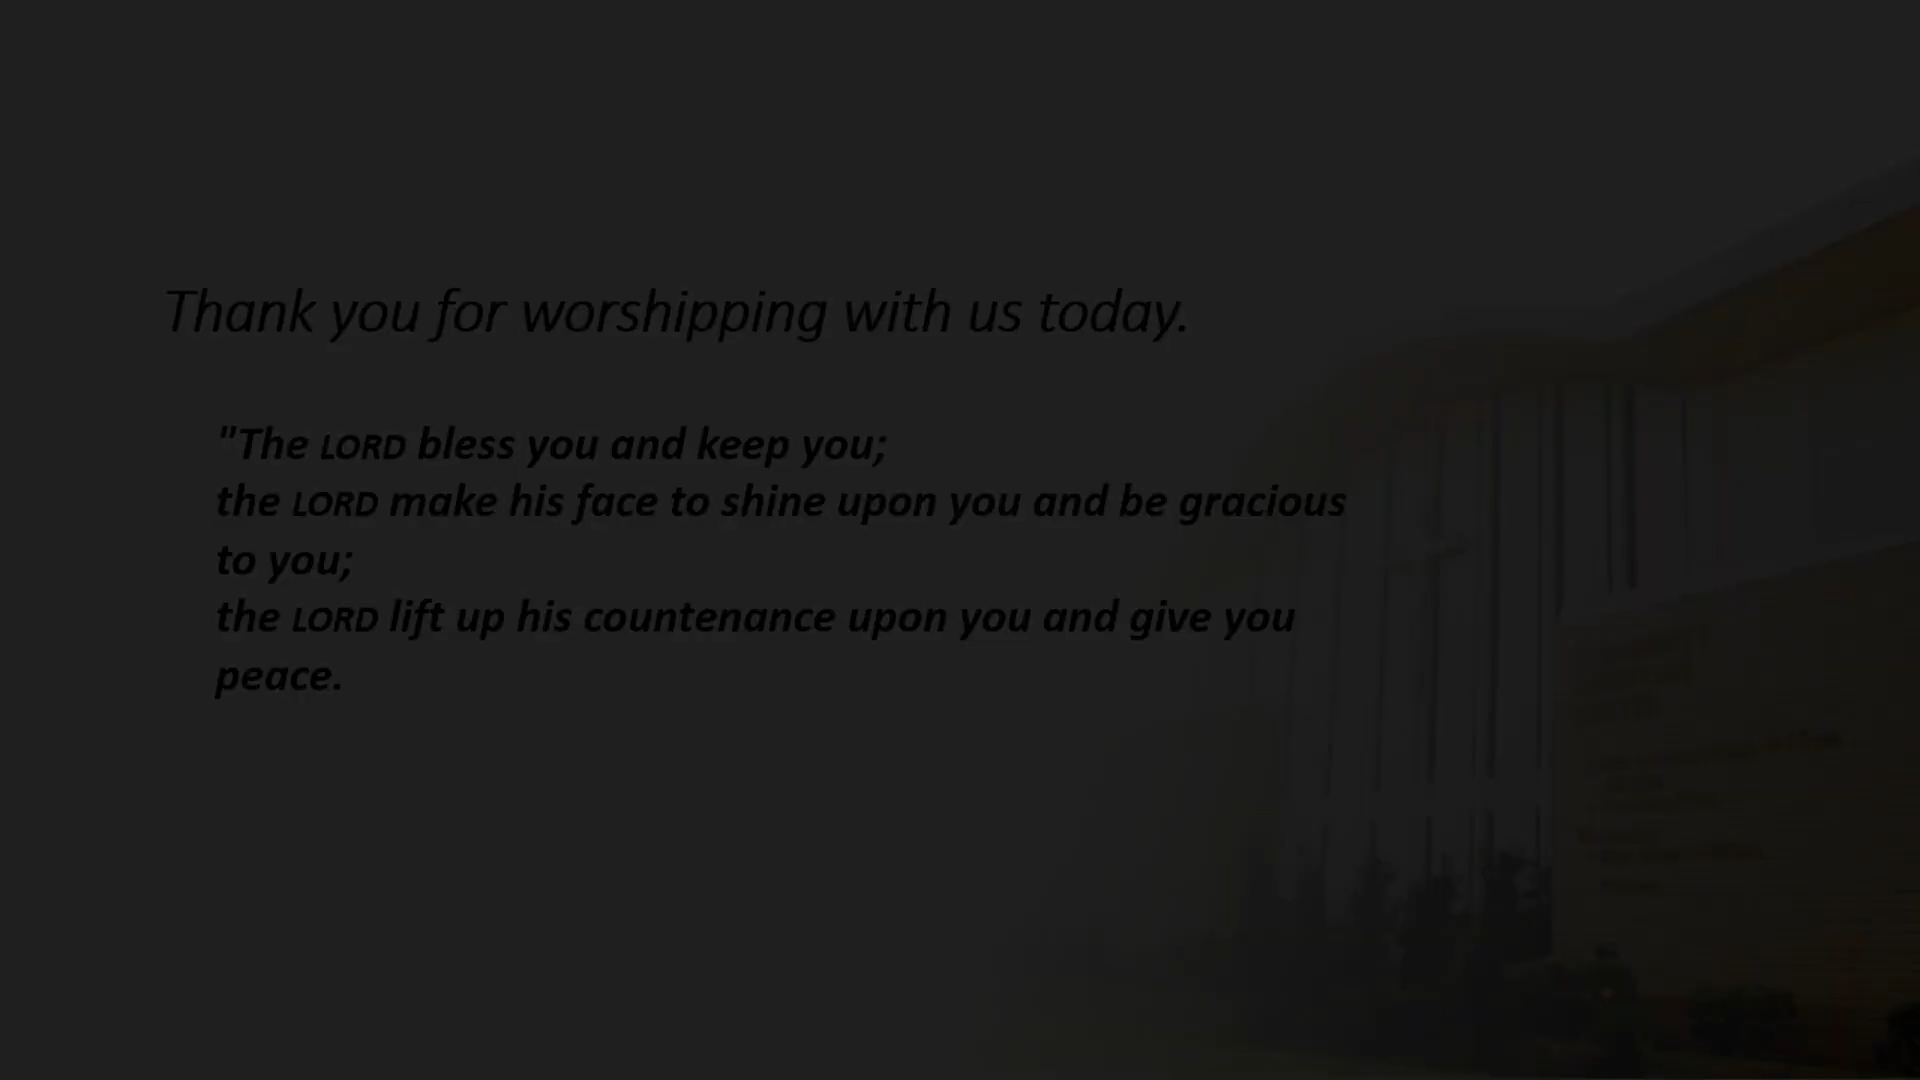 Thank you for worshipping with us today.
"The LORD bless you and keep you;
the LORD make his face to shine upon you and be gracious
to you;
the LORD lift up his countenance upon you and give you
peace.